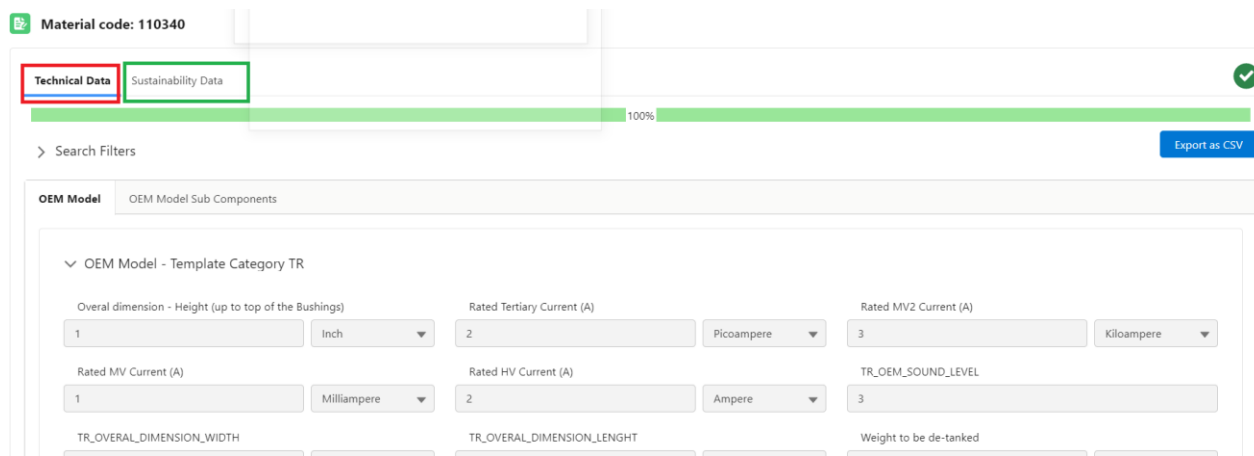 Material code: 110340
Technical Data Sustainability Data
100%
Search Filters
Export as CSV
OEM Model OEM Model Sub Components
OEM Model - Template Category TR
Overal dimension - Height (up to top of the Bushings) Rated Tertiary Current (A) Rated MV2 Current (A)
1 Inch 2 Picoampere 3 Kiloampere
Rated MV Current (A) Rated HV Current (A) TR_OEM_SOUND_LEVEL
1 Milliampere 2 Ampere 3
TR_OVERAL_DIMENSION_WIDTH TR_OVERAL_DIMENSION_LENGHT Weight to be de-tanked